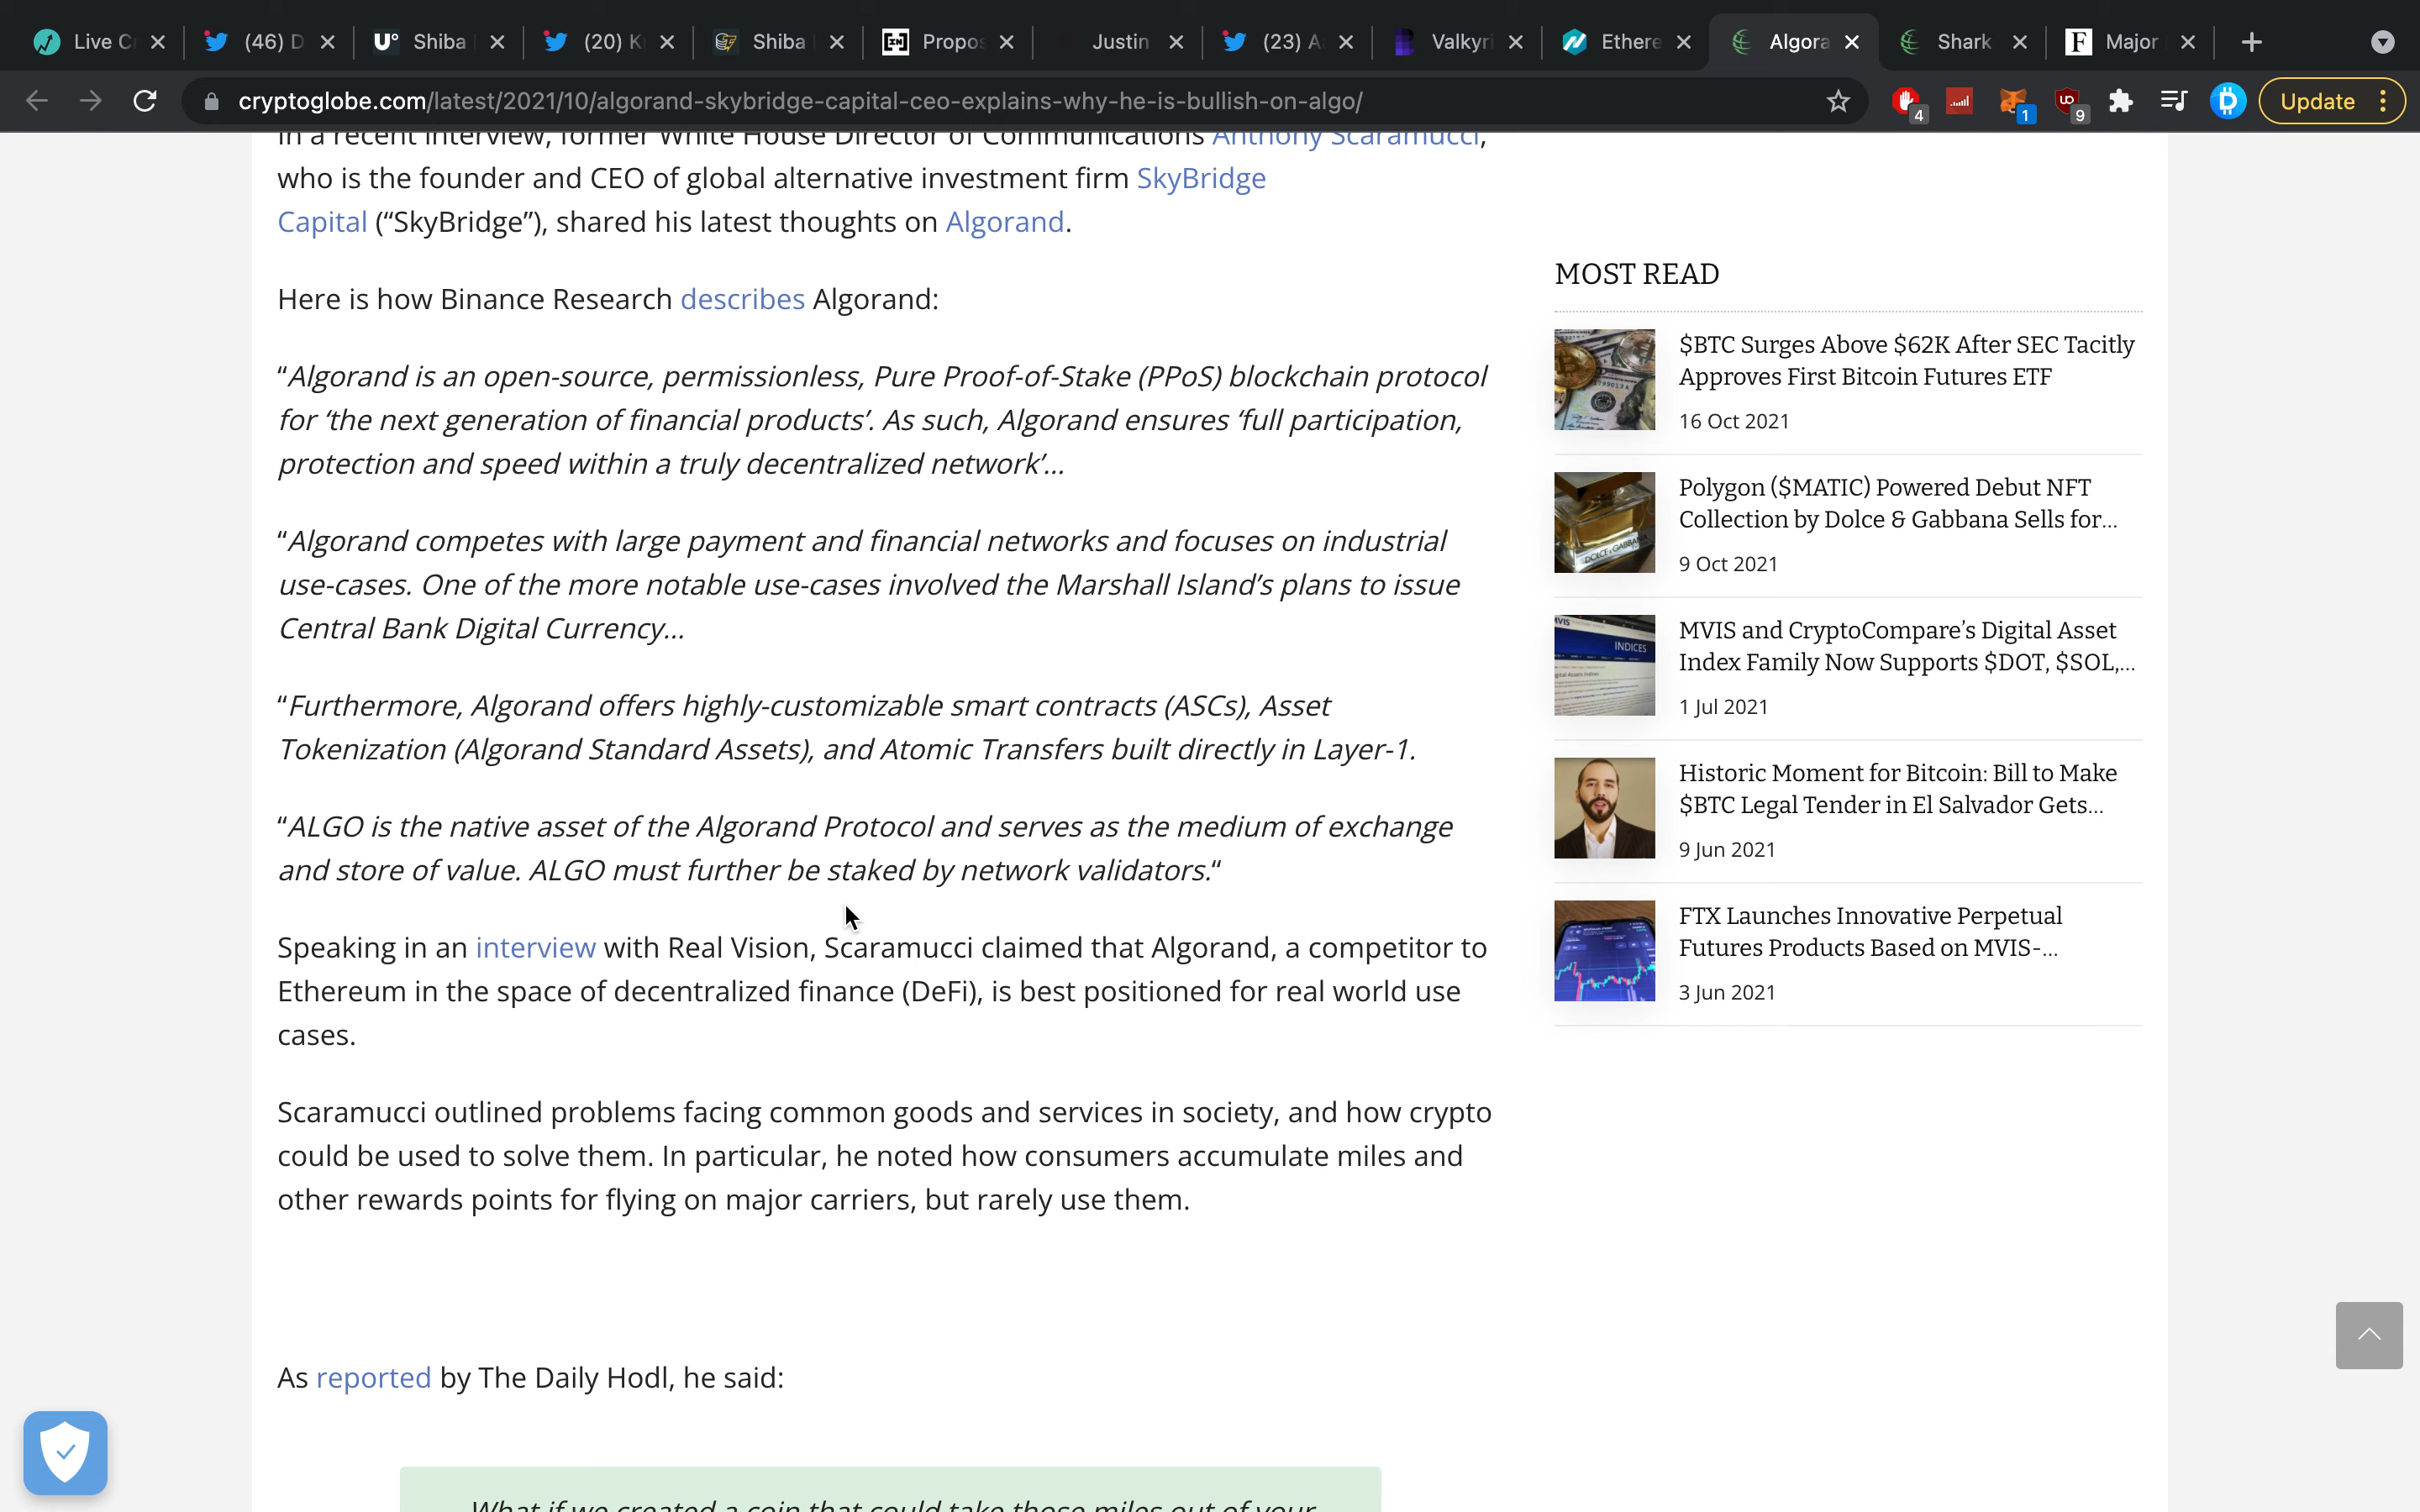 Live C
(46) D
Shiba
(20) K
Shiba
Propos
Justin
(23) A
Valkyri
Ethere
Algora
Shark
Major
cryptoglobe.com/latest/2021/10/algorand-skybridge-capital-ceo-explains-why-he-is-bullish-on-algo/
4
1
9
Update
In a recent interview, former White House Director of Communications Anthony Scaramucci,
who is the founder and CEO of global alternative investment firm SkyBridge
Capital (“SkyBridge”), shared his latest thoughts on Algorand.
Here is how Binance Research describes Algorand:
“Algorand is an open-source, permissionless, Pure Proof-of-Stake (PPoS) blockchain protocol
for ‘the next generation of financial products’. As such, Algorand ensures ‘full participation,
protection and speed within a truly decentralized network’…
“Algorand competes with large payment and financial networks and focuses on industrial
use-cases. One of the more notable use-cases involved the Marshall Island’s plans to issue
Central Bank Digital Currency…
“Furthermore, Algorand offers highly-customizable smart contracts (ASCs), Asset
Tokenization (Algorand Standard Assets), and Atomic Transfers built directly in Layer-1.
“ALGO is the native asset of the Algorand Protocol and serves as the medium of exchange
and store of value. ALGO must further be staked by network validators.“
Speaking in an interview with Real Vision, Scaramucci claimed that Algorand, a competitor to
Ethereum in the space of decentralized finance (DeFi), is best positioned for real world use
cases.
Scaramucci outlined problems facing common goods and services in society, and how crypto
could be used to solve them. In particular, he noted how consumers accumulate miles and
other rewards points for flying on major carriers, but rarely use them.
As reported by The Daily Hodl, he said:
What if we created a coin that could take those miles out of your
MOST READ
$BTC Surges Above $62K After SEC Tacitly
Approves First Bitcoin Futures ETF
16 Oct 2021
Polygon ($MATIC) Powered Debut NFT
Collection by Dolce & Gabbana Sells for...
9 Oct 2021
DOLCE & GABBANA
MVIS and CryptoCompare’s Digital Asset
Index Family Now Supports $DOT, $SOL,...
1 Jul 2021
INDICES
Historic Moment for Bitcoin: Bill to Make
$BTC Legal Tender in El Salvador Gets...
9 Jun 2021
FTX Launches Innovative Perpetual
Futures Products Based on MVIS-...
3 Jun 2021